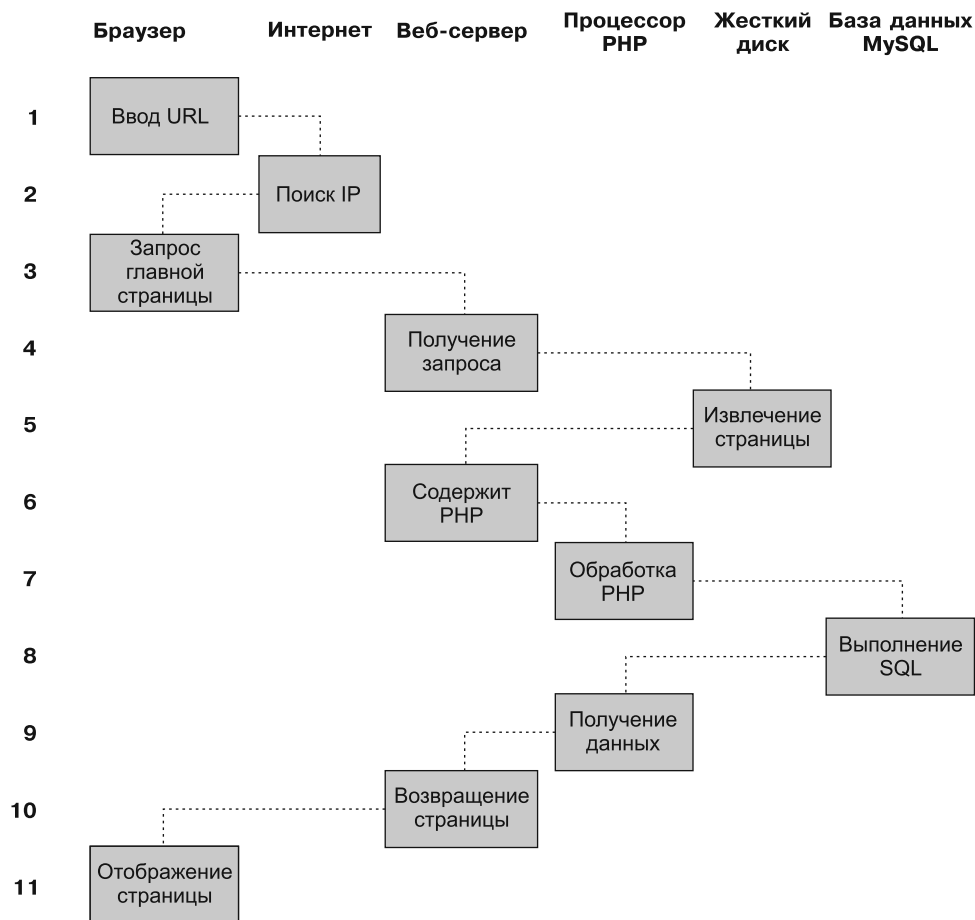 Браузер
Интернет
Веб-сервер
Процессор
PHP
Жесткий
диск
База данных
MySQL
1
Ввод URL
2
Поиск IP
3
Запрос
главной
страницы
4
Получение
запроса
5
Извлечение
страницы
6
Содержит
PHP
7
Обработка
PHP
8
Выполнение
SQL
9
Получение
данных
10
Возвращение
страницы
11
Отображение
страницы